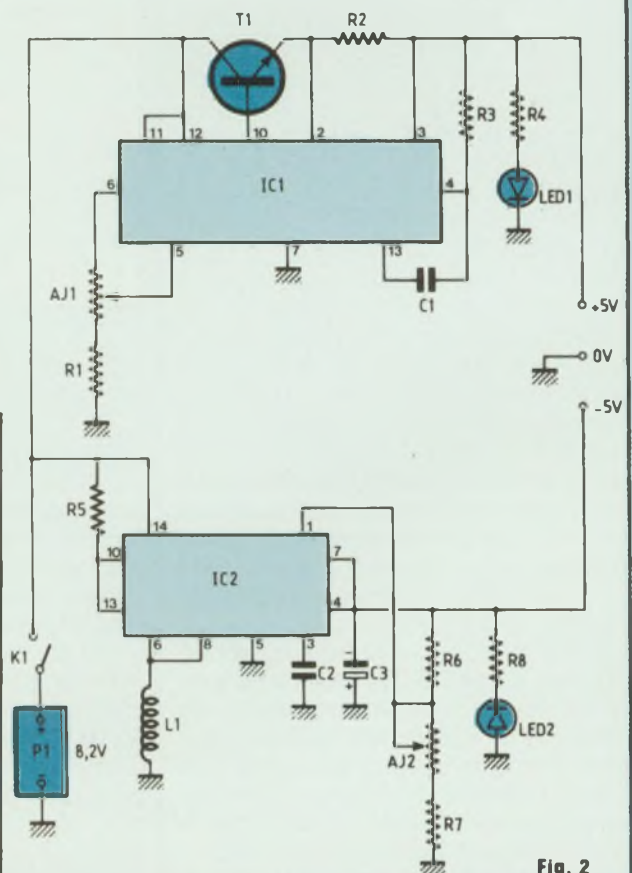 T1
R2
11
12
10
2
3
R3
R4
6
IC1
4
LED1
5
7
13
AJ1
C1
+5V
R1
0V
-5V
R5
14
1
10
7
IC2
13
4
K1
6
8
5
3
R6
R8
C2
C3
-
+
L1
LED2
P1
8,2V
AJ2
R7
Fig. 2